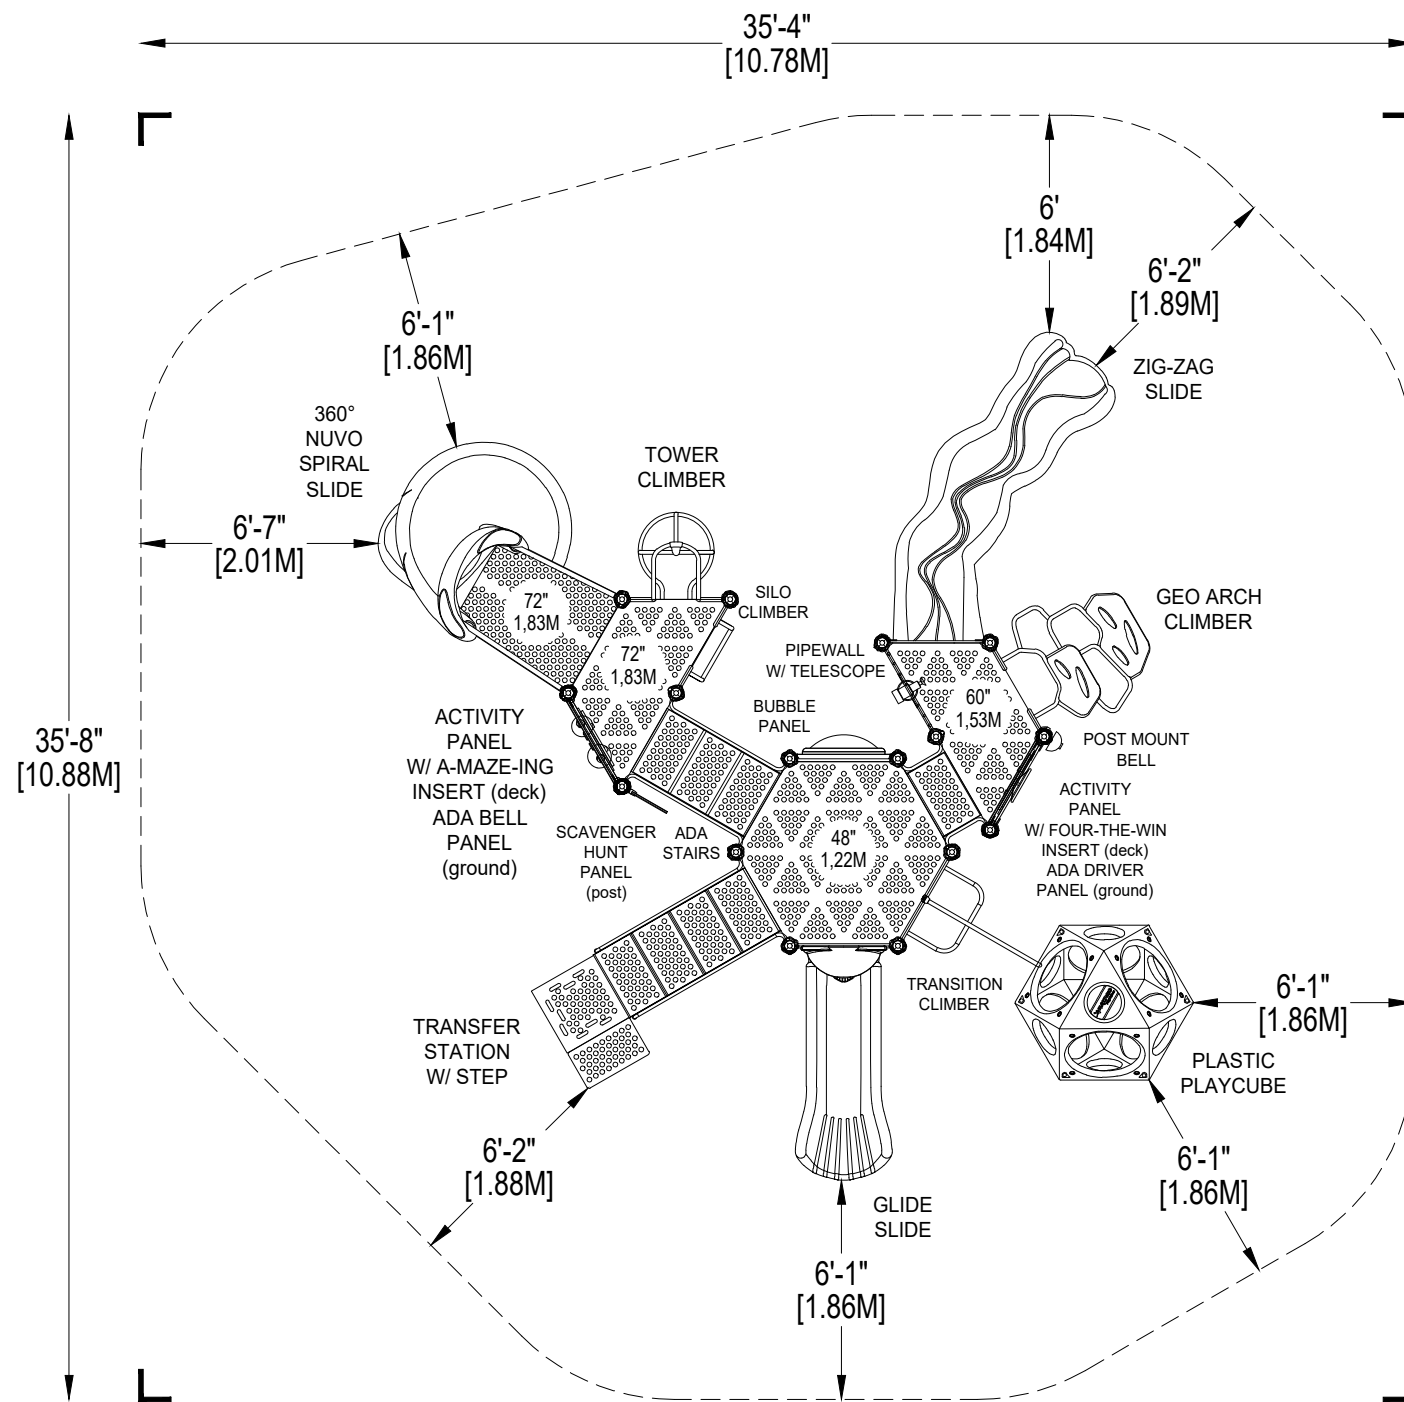 35'-4"
[10.78M]
6'
[1.84M]
6'-2"
[1.89M]
6'-1"
[1.86M]
ZIG-ZAG
SLIDE
360°
NUVO
SPIRAL
SLIDE
TOWER
CLIMBER
6'-7"
[2.01M]
72"
1,83M
SILO
CLIMBER
GEO ARCH
CLIMBER
72"
1,83M
PIPEWALL
W/ TELESCOPE
60"
1,53M
BUBBLE
PANEL
35'-8"
[10.88M]
ACTIVITY
PANEL
W/ A-MAZE-ING
INSERT (deck)
ADA BELL
PANEL
(ground)
POST MOUNT
BELL
ACTIVITY
PANEL
W/ FOUR-THE-WIN
INSERT (deck)
ADA DRIVER
PANEL (ground)
SCAVENGER
HUNT
PANEL
(post)
ADA
STAIRS
48"
1,22M
TRANSITION
CLIMBER
6'-1"
[1.86M]
TRANSFER
STATION
W/ STEP
PLASTIC
PLAYCUBE
6'-2"
[1.88M]
6'-1"
[1.86M]
GLIDE
SLIDE
6'-1"
[1.86M]